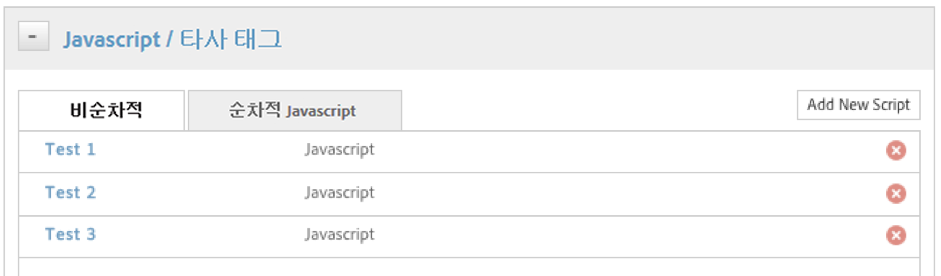 - Javascript / 타사 태그
비순차적 순차적 Javascript Add New Script
Test 1 Javascript
Test 2 Javascript
Test 3 Javascript